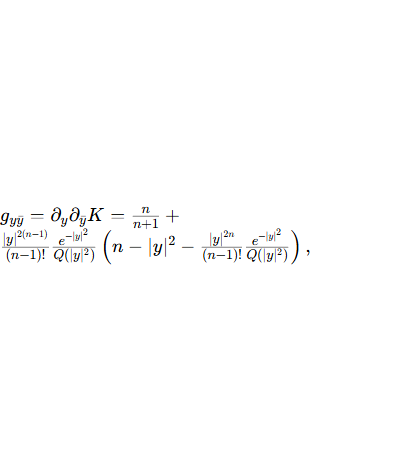 g_{y\bar{y}} = \partial_y \partial_{\bar{y}} K = \frac{n}{n+1} +
\frac{|y|^{2(n-1)}}{(n-1)!} \frac{e^{-|y|^2}}{Q(|y|^2)} \left( n - |y|^2 - \frac{|y|^{2n}}{(n-1)!} \frac{e^{-|y|^2}}{Q(|y|^2)} \right) ,